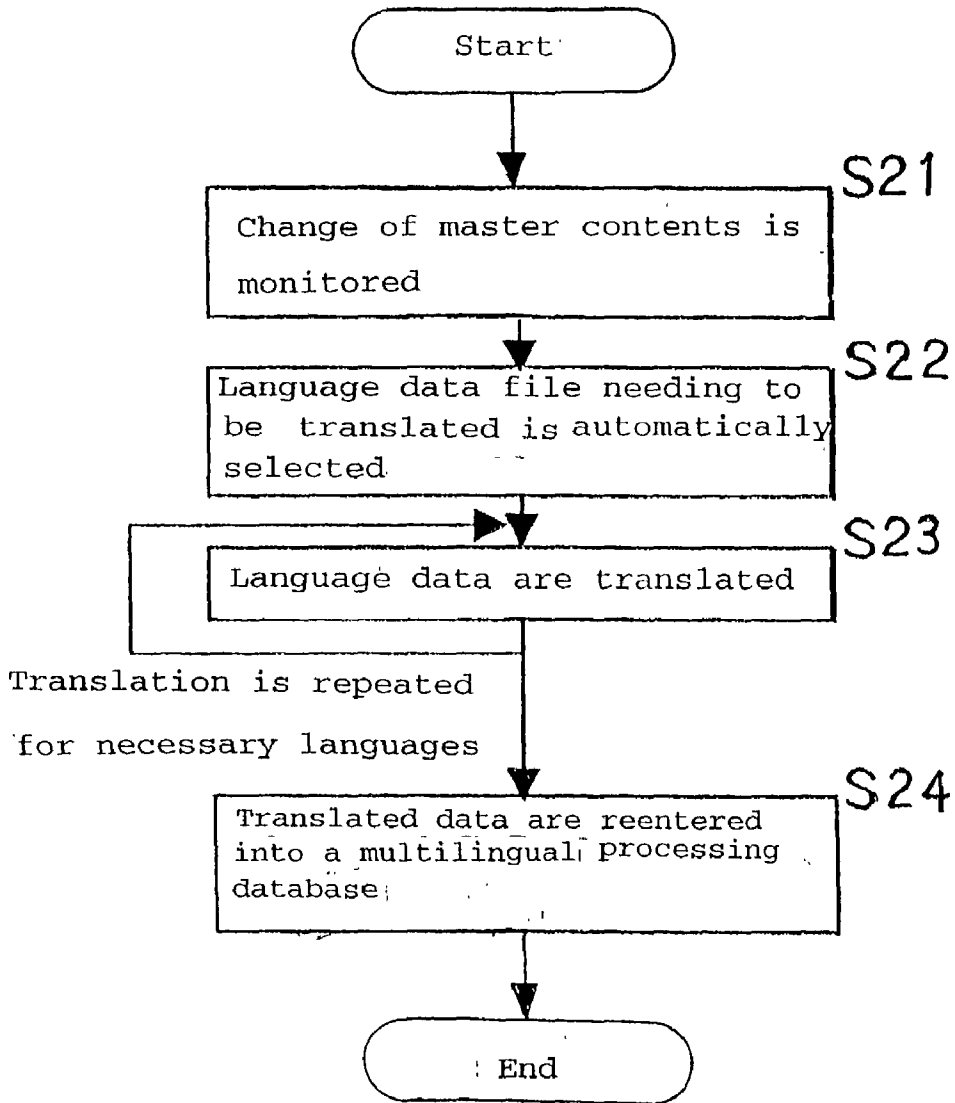 Start
S21
Change of master contents is
monitored
S22
Language data file needing to
be translated is automatically
selected
S23
Language data are translated
Translation is repeated
for necessary languages
S24
Translated data are reentered
into a multilingual processing
database
End